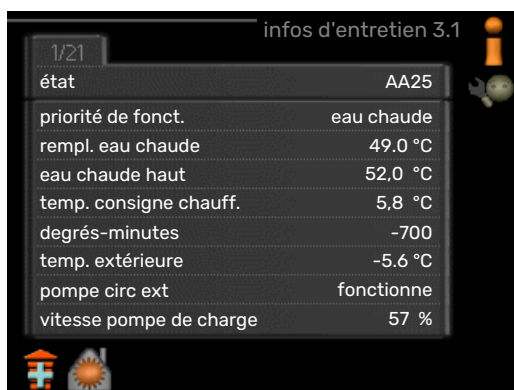 infos d'entretien 3.1
1/21
état AA25
priorité de fonct. eau chaude
rempl. eau chaude 49.0 °C
eau chaude haut 52,0 °C
temp. consigne chauff. 5,8 °C
degrés-minutes -700
temp. extérieure -5.6 °C
pompe circ ext fonctionne
vitesse pompe de charge 57 %